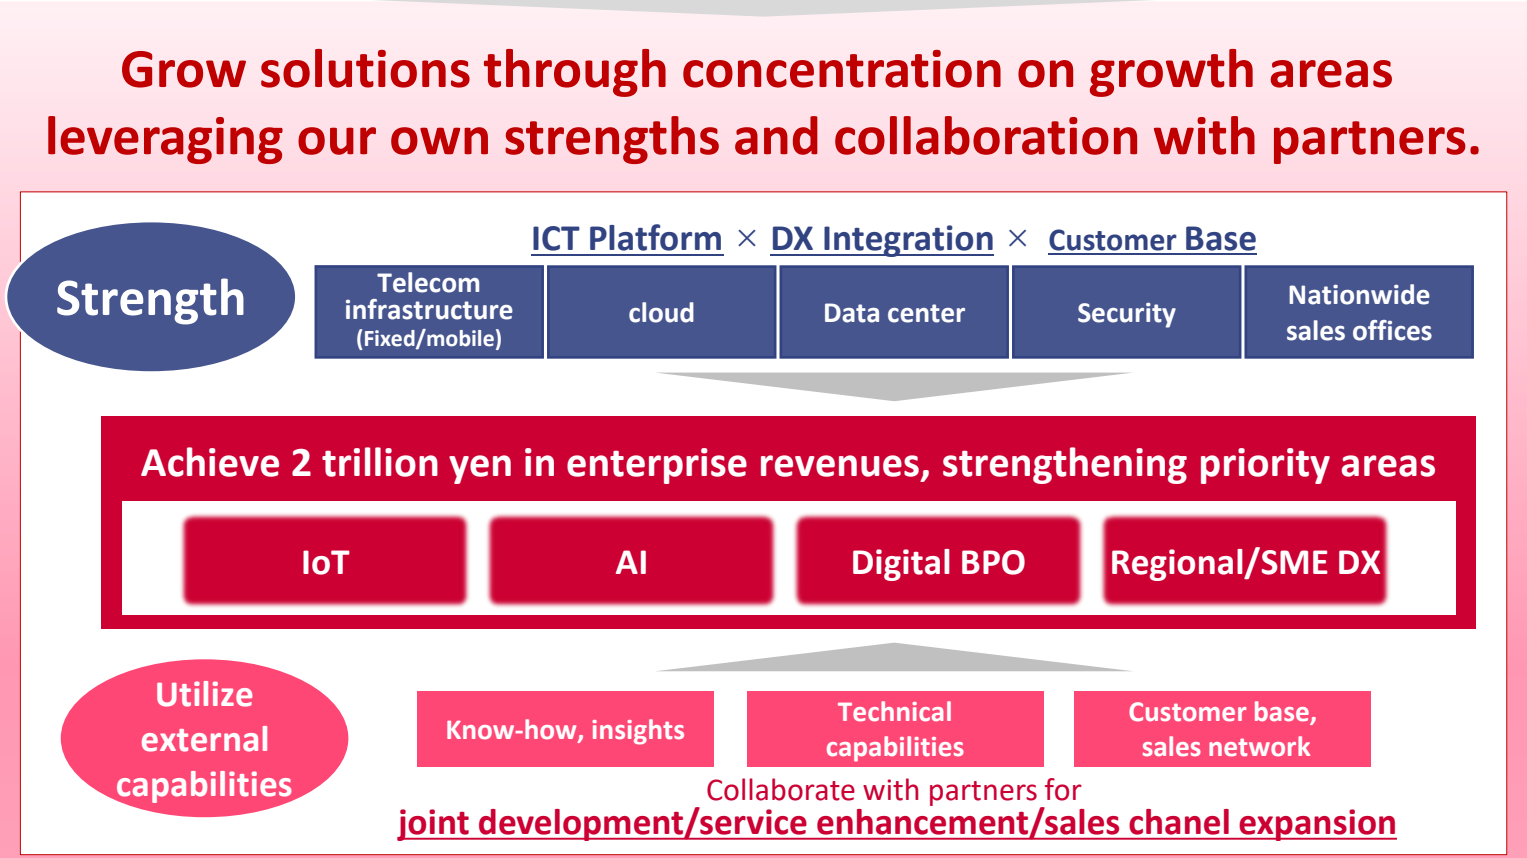 Grow solutions through concentration on growth areas
leveraging our own strengths and collaboration with partners.
Strength
ICT Platform × DX Integration × Customer Base
Telecom
infrastructure
(Fixed/mobile)
cloud
Data center
Security
Nationwide
sales offices
Achieve 2 trillion yen in enterprise revenues, strengthening priority areas
IoT
AI
Digital BPO
Regional/SME DX
Utilize
external
capabilities
Know-how, insights
Technical
capabilities
Customer base,
sales network
Collaborate with partners for
joint development/service enhancement/sales chanel expansion